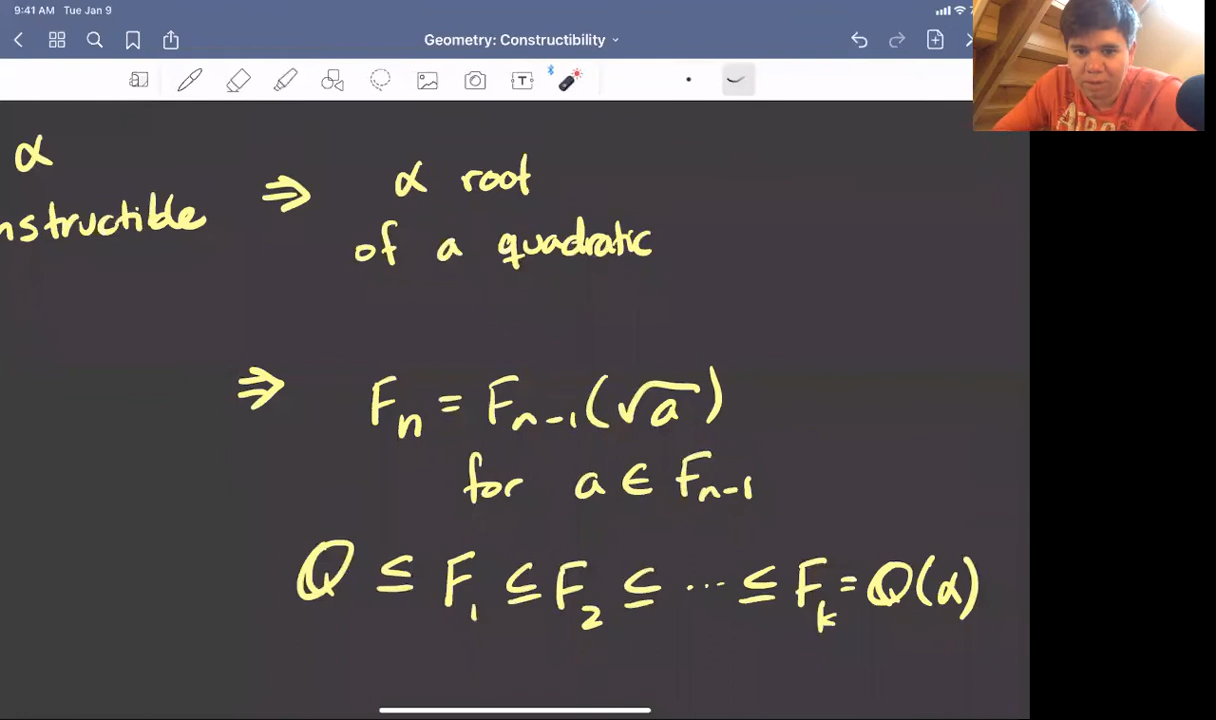 9:41 AM Tue Jan 9
Geometry: Constructibility
α
⇒ α root
of a quadratic
⇒ Fₙ = Fₙ₋₁(√a)
for a ∈ Fₙ₋₁
ℚ ≤ F₁ ≤ F₂ ≤ ··· ≤ Fₖ = ℚ(α)